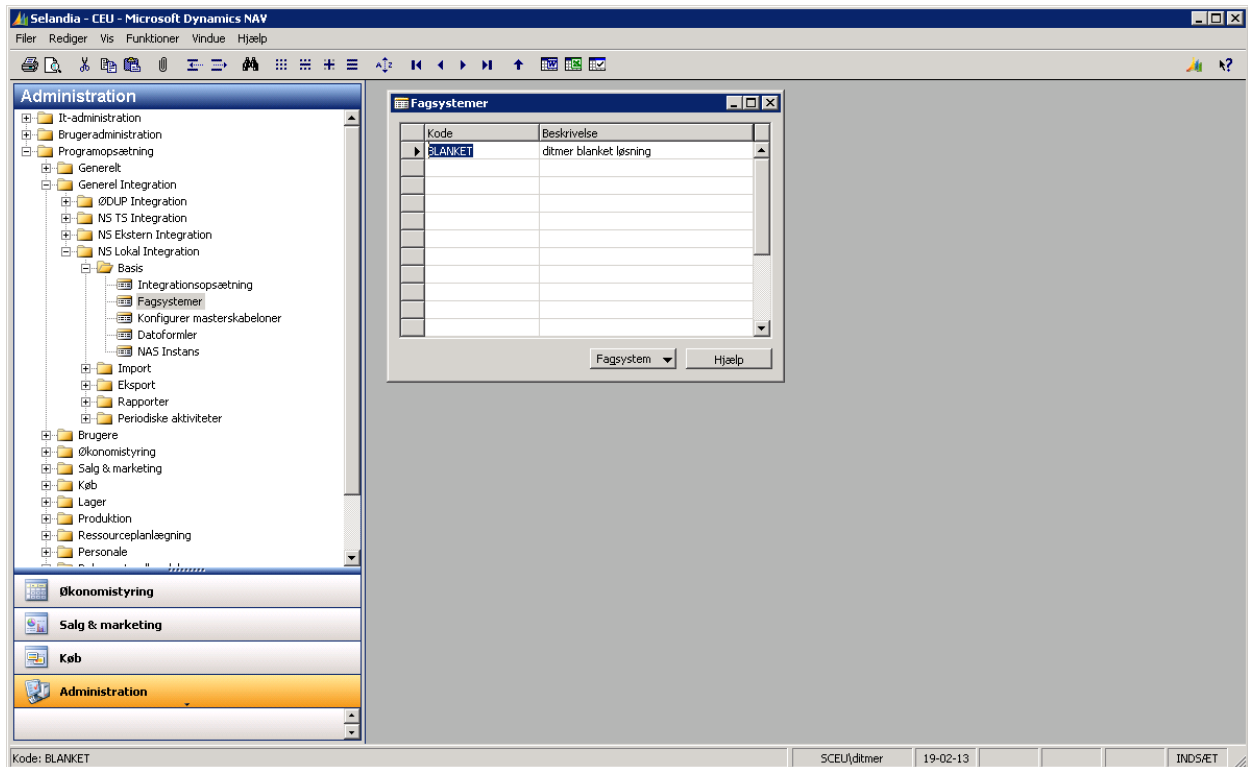 Selandia - CEU - Microsoft Dynamics NAV
Filer Rediger Vis Funktioner Vindue Hjælp
Administration
It-administration
Brugeradministration
Programopsætning
Generelt
Generel Integration
ØDUP Integration
NS TS Integration
NS Ekstern Integration
NS Lokal Integration
Basis
Integrationsopsætning
Fagsystemer
Konfigurer masterskabeloner
Datoformler
NAS Instans
Import
Eksport
Rapporter
Periodiske aktiviteter
Brugere
Økonomistyring
Salg & marketing
Køb
Lager
Produktion
Ressourceplanlægning
Personale
Økonomistyring
Salg & marketing
Køb
Administration
Fagsystemer
Kode Beskrivelse
BLANKET ditmer blanket løsning
Fagsystem Hjælp
Kode: BLANKET SCEU\ditmer 19-02-13 INDSÆT